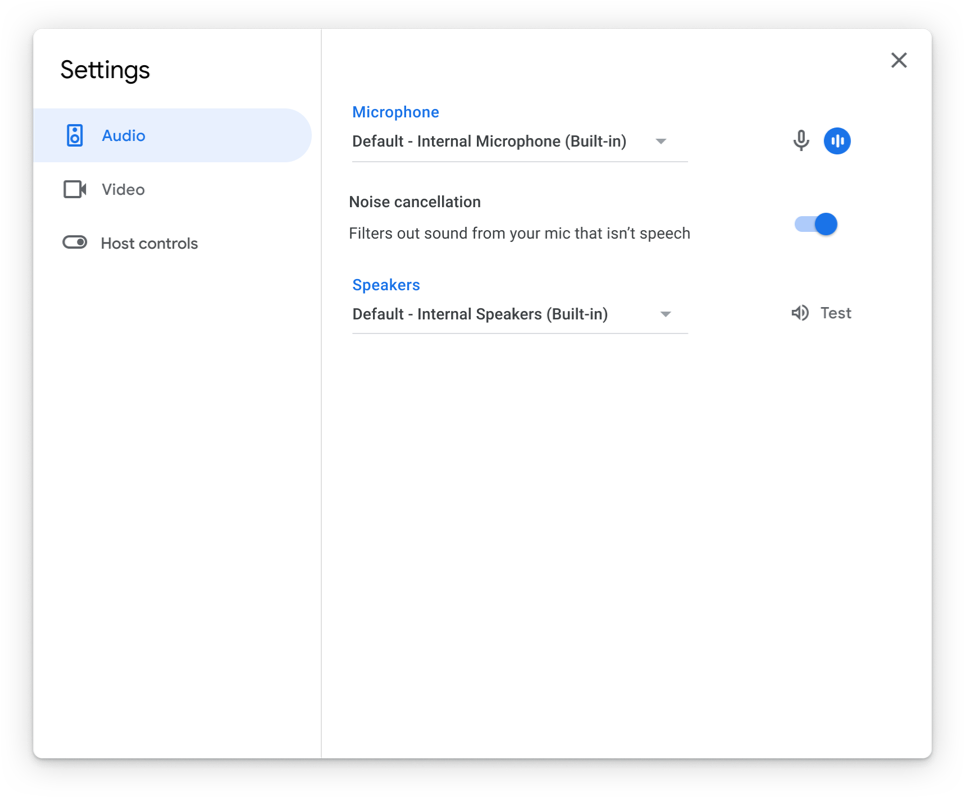 Settings
Audio
Video
Host controls
Microphone
Default - Internal Microphone (Built-in)
Noise cancellation
Filters out sound from your mic that isn’t speech
Speakers
Default - Internal Speakers (Built-in)
Test